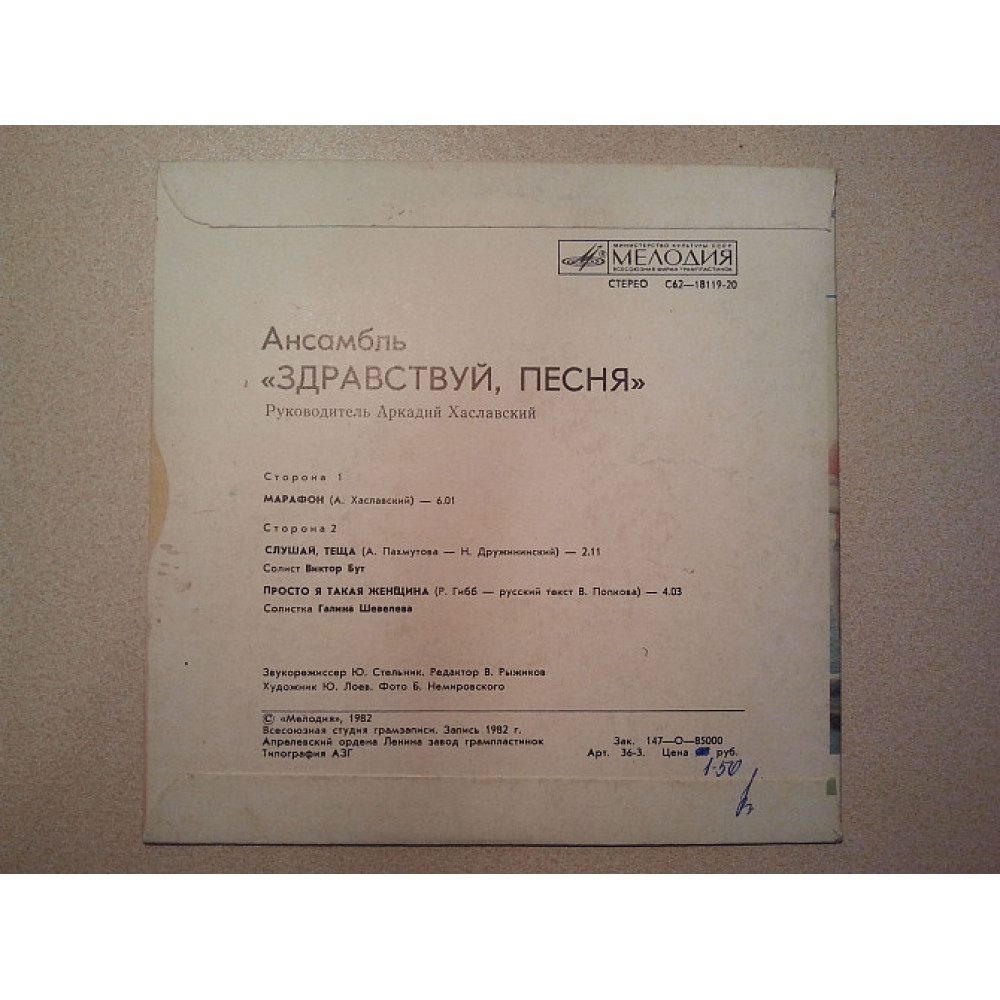 МИНИСТЕРСТВО КУЛЬТУРЫ СССР
МЕЛОДИЯ
ВСЕСОЮЗНАЯ ФИРМА ГРАМПЛАСТИНОК
СТЕРЕО С62—18119-20
Ансамбль
«ЗДРАВСТВУЙ, ПЕСНЯ»
Руководитель Аркадий Хаславский
Сторона 1
МАРАФОН (А. Хаславский) — 6.01
Сторона 2
СЛУШАЙ, ТЕЩА (А. Пахмутова — Н. Дружининский) — 2.11
Солист Виктор Бут
ПРОСТО Я ТАКАЯ ЖЕНЩИНА (Р. Гибб — русский текст В. Попкова) — 4.03
Солистка Галина Шевелева
Звукорежиссер Ю. Стельник. Редактор В. Рыжиков
Художник Ю. Лоев. Фото Б. Немировского
© «Мелодия», 1982
Всесоюзная студия грамзаписи. Запись 1982 г.
Апрелевский ордена Ленина завод грампластинок
Типография АЗГ
Зак. 147—О—85000
Арт. 36-3. Цена руб.
1-50